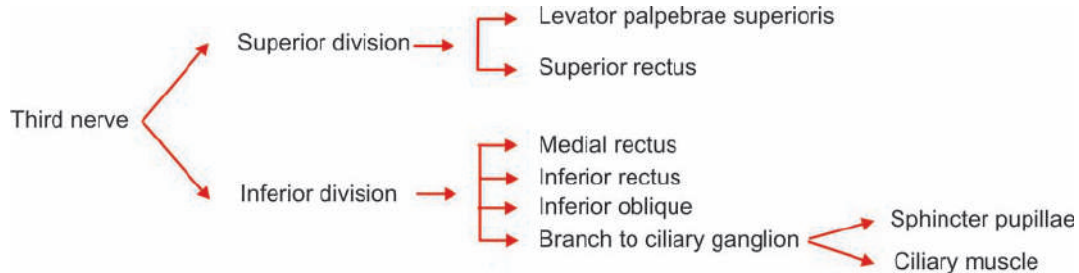 Third nerve
Superior division
Levator palpebrae superioris
Superior rectus
Inferior division
Medial rectus
Inferior rectus
Inferior oblique
Branch to ciliary ganglion
Sphincter pupillae
Ciliary muscle